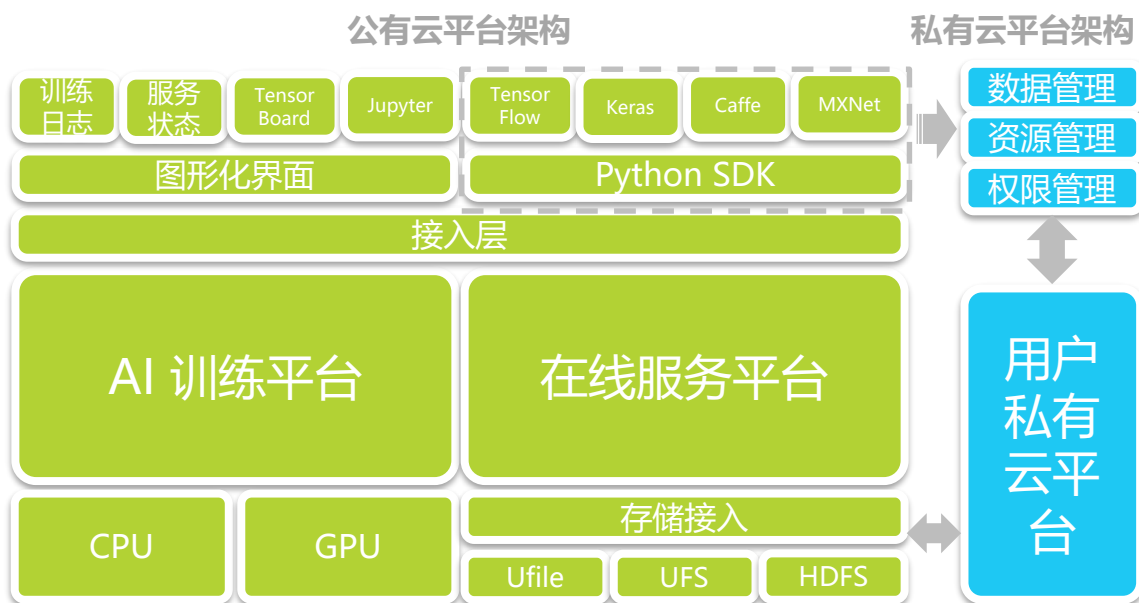 公有云平台架构
私有云平台架构
训练
日志
服务
状态
Tensor
Board
Jupyter
Tensor
Flow
Keras
Caffe
MXNet
数据管理
资源管理
权限管理
图形化界面
Python SDK
接入层
AI 训练平台
在线服务平台
用户
私有
云平
台
CPU
GPU
存储接入
Ufile
UFS
HDFS